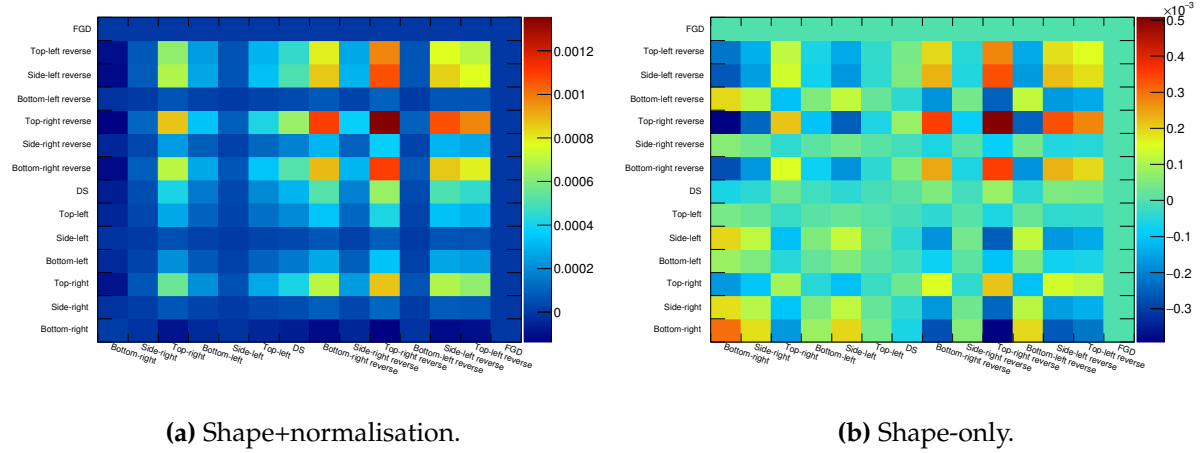 ×10⁻³
FGD
Top-left reverse
Side-left reverse
Bottom-left reverse
Top-right reverse
Side-right reverse
Bottom-right reverse
DS
Top-left
Side-left
Bottom-left
Top-right
Side-right
Bottom-right
Bottom-right
Side-right
Top-right
Bottom-left
Side-left
Top-left
DS
Bottom-right reverse
Side-right reverse
Top-right reverse
Bottom-left reverse
Side-left reverse
Top-left reverse
FGD
0.0012
0.001
0.0008
0.0006
0.0004
0.0002
0
FGD
Top-left reverse
Side-left reverse
Bottom-left reverse
Top-right reverse
Side-right reverse
Bottom-right reverse
DS
Top-left
Side-left
Bottom-left
Top-right
Side-right
Bottom-right
Bottom-right
Side-right
Top-right
Bottom-left
Side-left
Top-left
DS
Bottom-right reverse
Side-right reverse
Top-right reverse
Bottom-left reverse
Side-left reverse
Top-left reverse
FGD
0.5
0.4
0.3
0.2
0.1
0
−0.1
−0.2
−0.3
(a) Shape+normalisation.
(b) Shape-only.